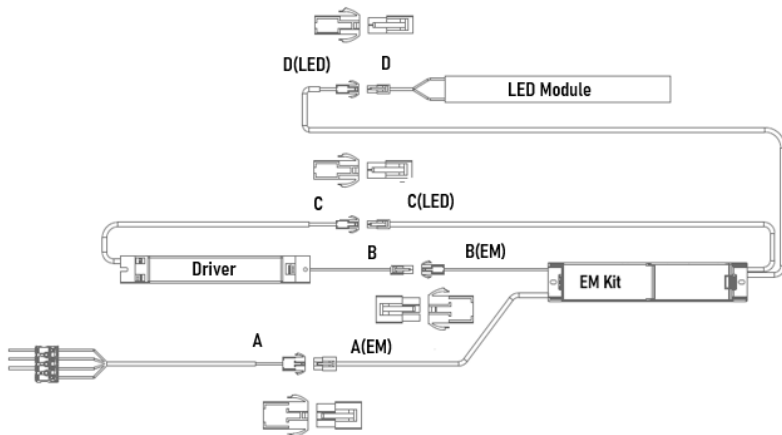 D(LED) D
LED Module
C C(LED)
B B(EM)
Driver
EM Kit
A A(EM)